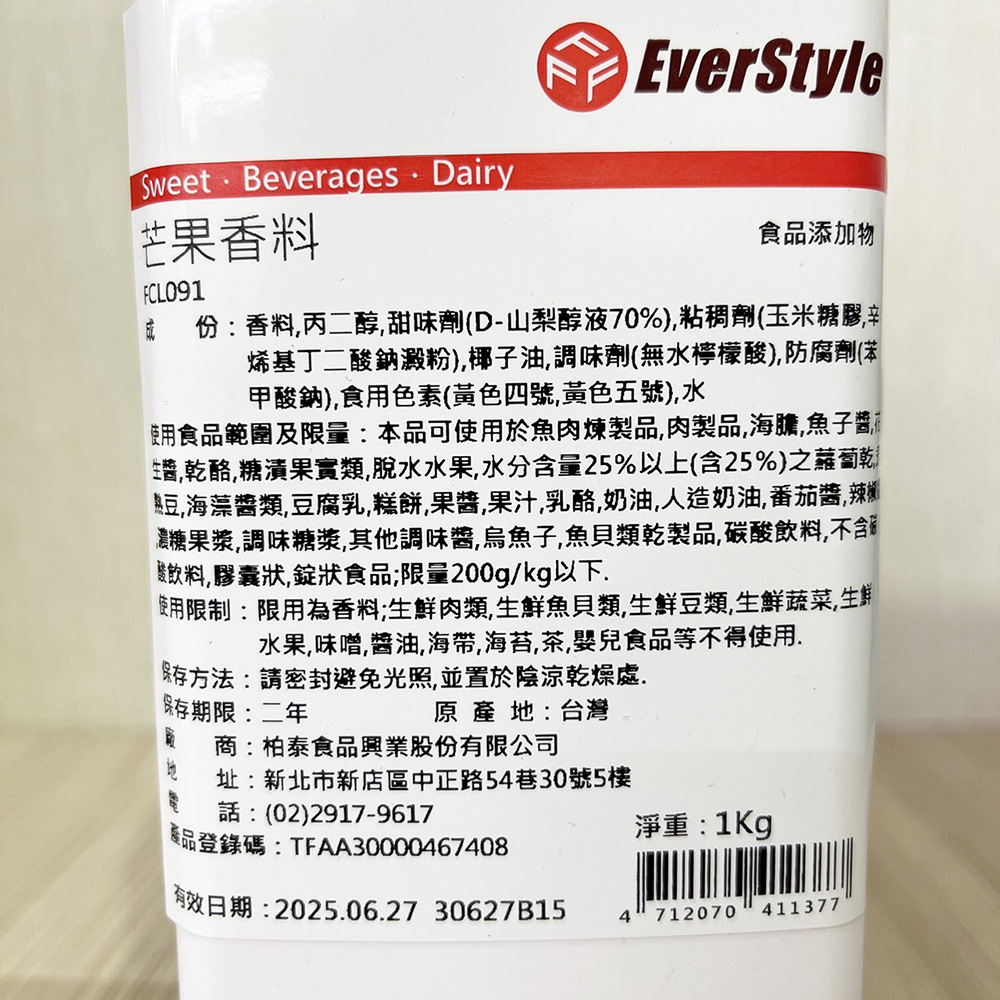 EverStyle
Sweet · Beverages · Dairy
芒果香料
食品添加物
FCL091
成 份：香料,丙二醇,甜味劑(D-山梨醇液70%),粘稠劑(玉米糖膠,辛
烯基丁二酸鈉澱粉),椰子油,調味劑(無水檸檬酸),防腐劑(苯
甲酸鈉),食用色素(黃色四號,黃色五號),水
使用食品範圍及限量：本品可使用於魚肉煉製品,肉製品,海膽,魚子醬,花
生醬,乾酪,糖漬果實類,脫水水果,水分含量25%以上(含25%)之蘿蔔乾,
熟豆,海藻醬類,豆腐乳,糕餅,果醬,果汁,乳酪,奶油,人造奶油,番茄醬,辣椒
,濃糖果漿,調味糖漿,其他調味醬,烏魚子,魚貝類乾製品,碳酸飲料,不含碳
酸飲料,膠囊狀,錠狀食品;限量200g/kg以下.
使用限制：限用為香料;生鮮肉類,生鮮魚貝類,生鮮豆類,生鮮蔬菜,生鮮
水果,味噌,醬油,海帶,海苔,茶,嬰兒食品等不得使用.
保存方法：請密封避免光照,並置於陰涼乾燥處.
保存期限：二年 原 產 地：台灣
廠 商：柏泰食品興業股份有限公司
地 址：新北市新店區中正路54巷30號5樓
電 話：(02)2917-9617
產品登錄碼：TFAA30000467408
淨重：1Kg
有效日期：2025.06.27 30627B15
4 712070 411377